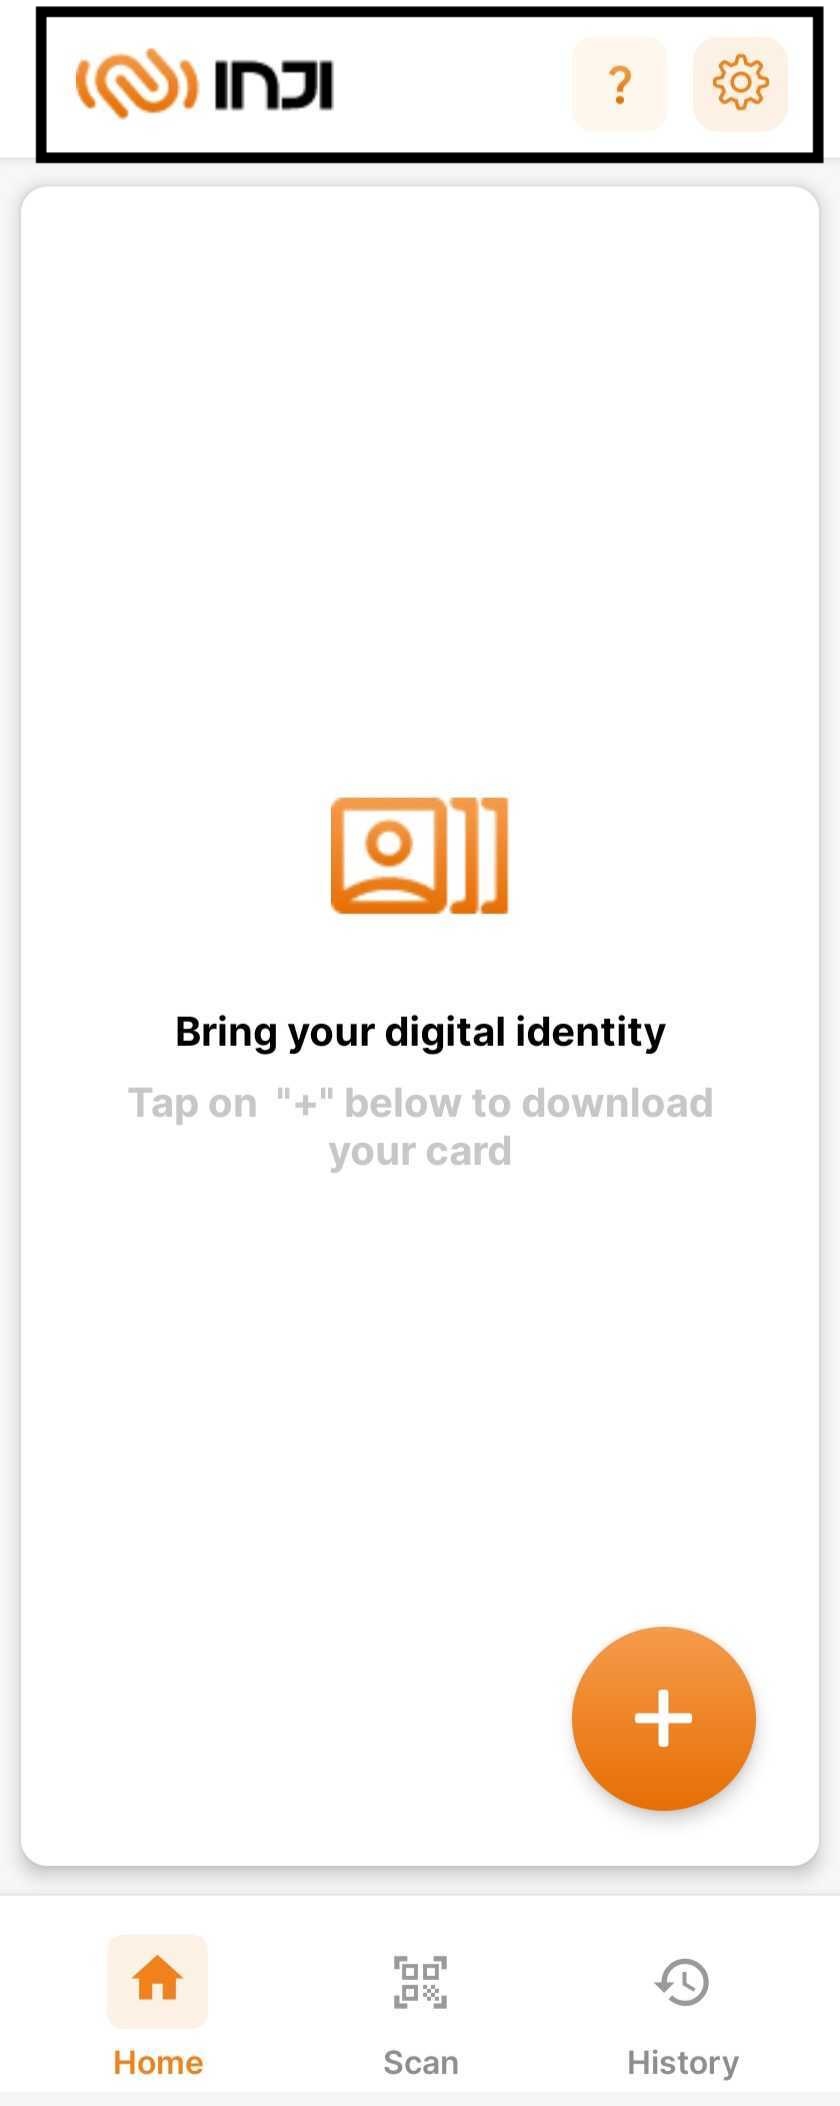 INJI
?
Bring your digital identity
Tap on "+" below to download
your card
+
Home
Scan
History